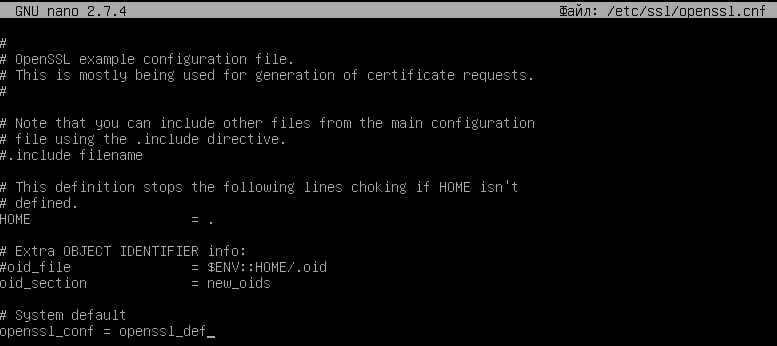 GNU nano 2.7.4 Файл: /etc/ssl/openssl.cnf
#
# OpenSSL example configuration file.
# This is mostly being used for generation of certificate requests.
#
# Note that you can include other files from the main configuration
# file using the .include directive.
#.include filename
# This definition stops the following lines choking if HOME isn't
# defined.
HOME = .
# Extra OBJECT IDENTIFIER info:
#oid_file = $ENV::HOME/.oid
oid_section = new_oids
# System default
openssl_conf = openssl_def_